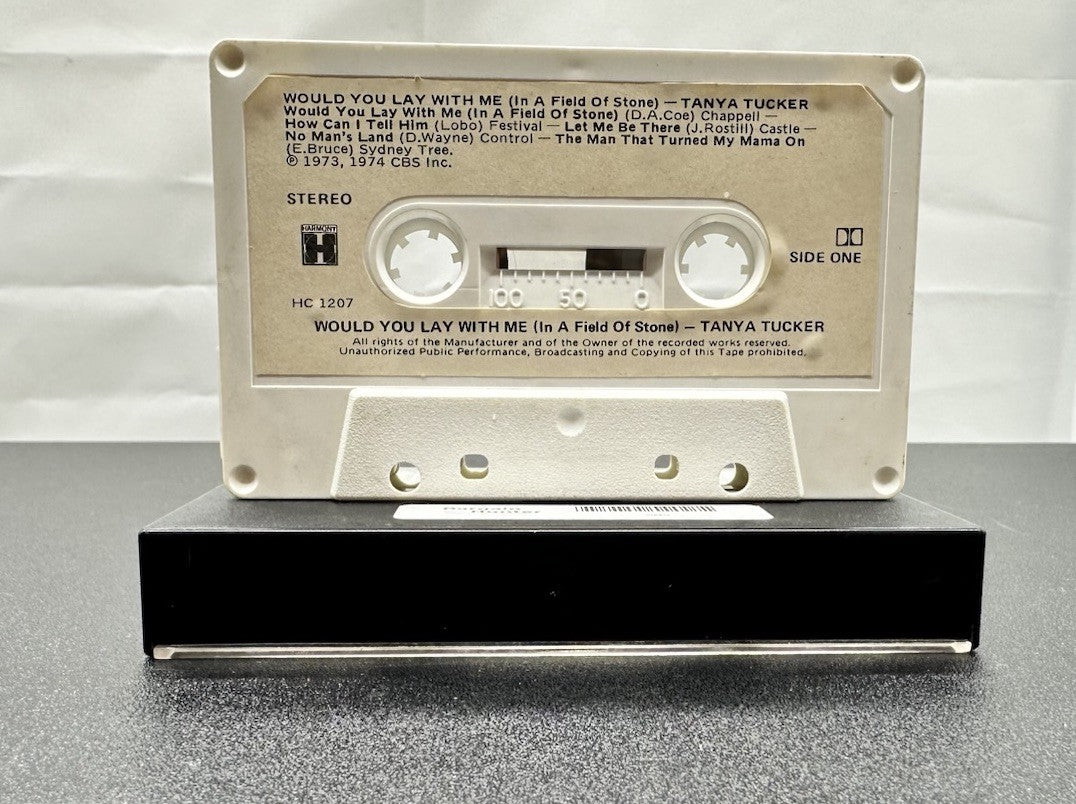 WOULD YOU LAY WITH ME (In A Field Of Stone) — TANYA TUCKER
Would You Lay With Me (In A Field Of Stone) (D.A.Coe) Chappell —
How Can I Tell Him (Lobo) Festival — Let Me Be There (J.Rostill) Castle —
No Man's Land (D.Wayne) Control — The Man That Turned My Mama On
(E.Bruce) Sydney Tree.
℗ 1973, 1974 CBS Inc.
STEREO
HARMONY
H
SIDE ONE
HC 1207
100 50 0
WOULD YOU LAY WITH ME (In A Field Of Stone) — TANYA TUCKER
All rights of the Manufacturer and of the Owner of the recorded works reserved.
Unauthorized Public Performance, Broadcasting and Copying of this Tape prohibited.
Bargain
Hunter